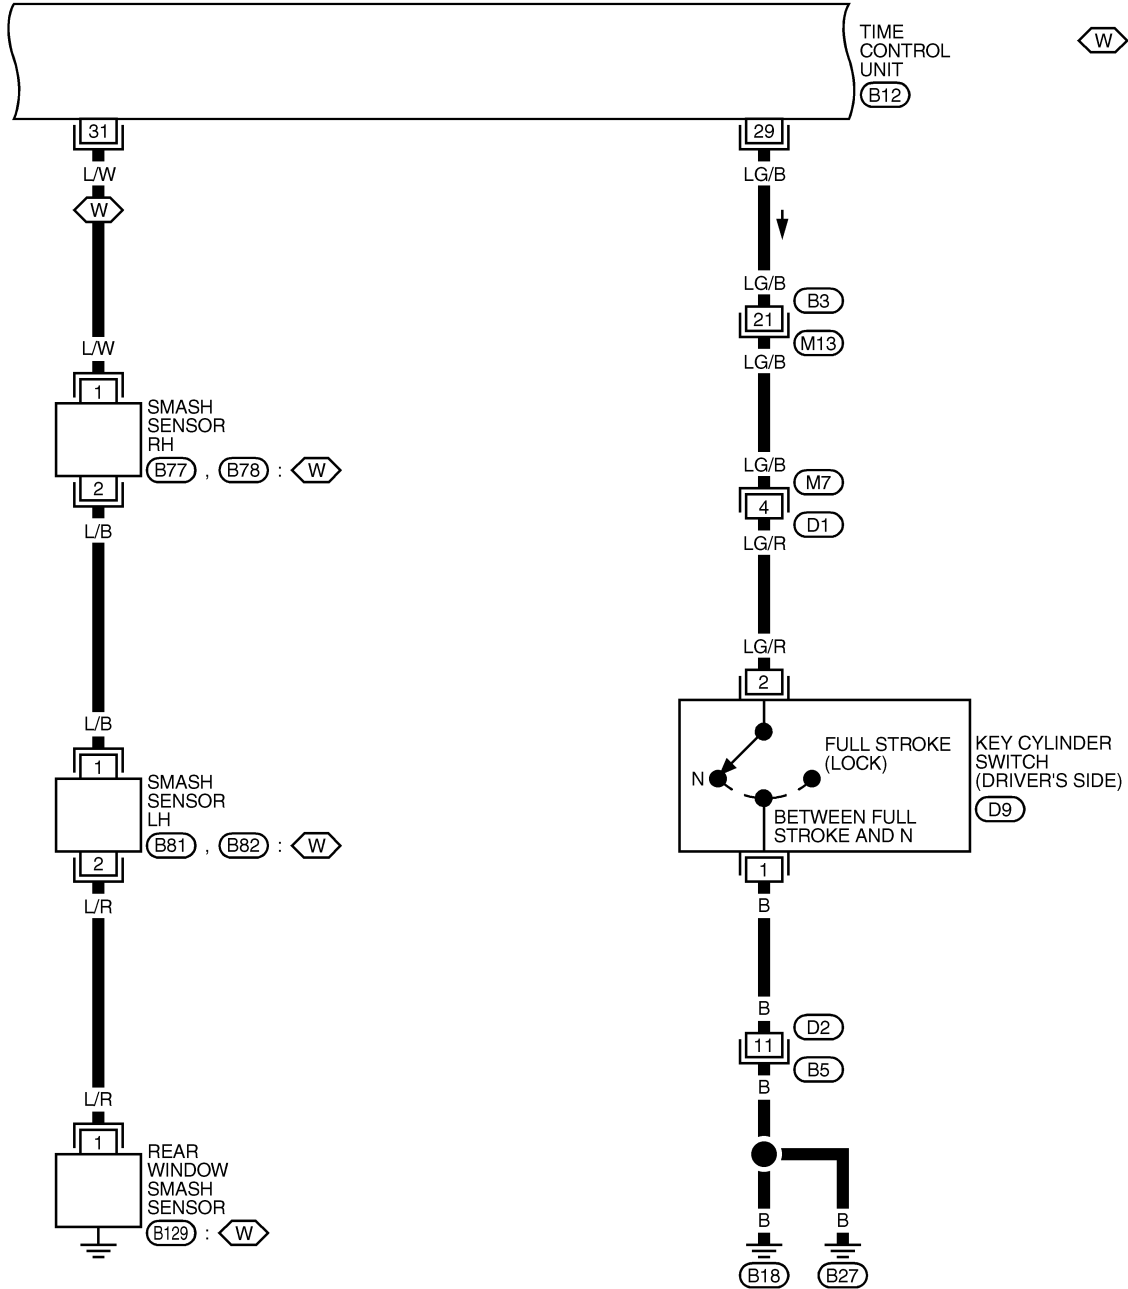 TIME
CONTROL
UNIT
B12
W
31
29
L/W
LG/B
W
LG/B
B3
21
M13
L/W
LG/B
1
SMASH
SENSOR
RH
B77 , B78 : W
2
L/B
LG/B
M7
4
D1
LG/R
LG/R
2
L/B
1
SMASH
SENSOR
LH
B81 , B82 : W
2
L/R
N
FULL STROKE
(LOCK)
BETWEEN FULL
STROKE AND N
KEY CYLINDER
SWITCH
(DRIVER'S SIDE)
D9
1
B
B
D2
11
B5
B
L/R
1
REAR
WINDOW
SMASH
SENSOR
B129 : W
B
B
B18
B27